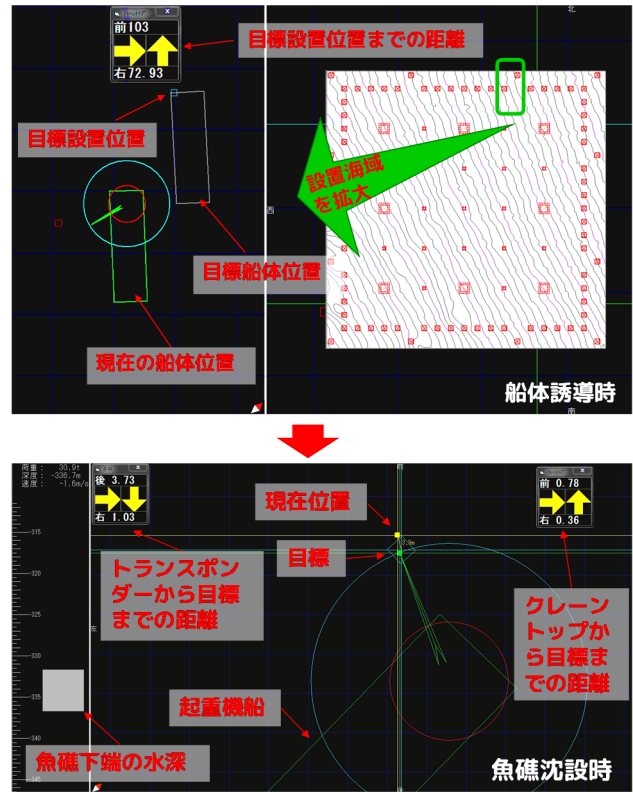 前103
右72.93
目標設置位置までの距離
北
目標設置位置
設置海域
を拡大
西
目標船体位置
現在の船体位置
船体誘導時
南
荷重: 30.9t
深度: -336.7m
速度: -1.6m/s
後 3.73
右 1.03
前 0.78
右 0.36
現在位置
315
3.0m
目標
トランスポン
ダーから目標
までの距離
320
325
クレーン
トップか
ら目標ま
での距離
左
330
335
起重機船
340
魚礁下端の水深
345
魚礁沈設時